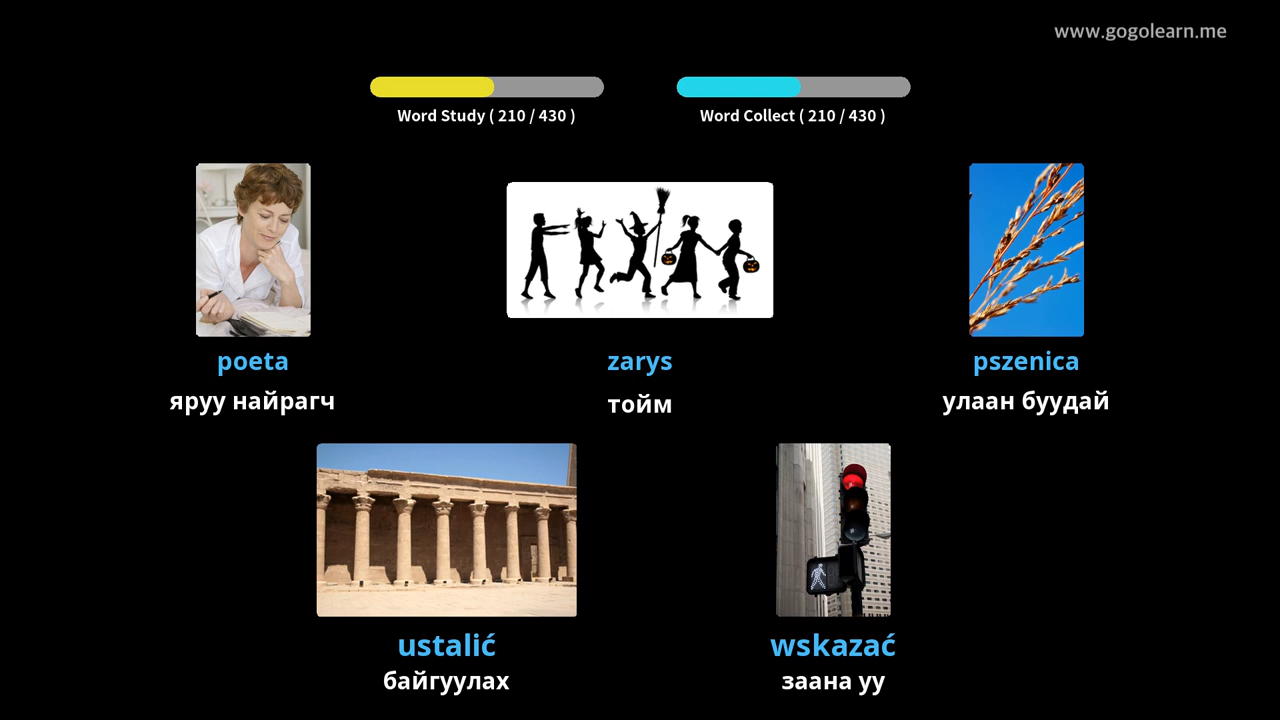 www.gogolearn.me
Word Study ( 210 / 430 )
Word Collect ( 210 / 430 )
poeta
zarys
pszenica
яруу найрагч
тойм
улаан буудай
ustalić
wskazać
байгуулах
заана уу